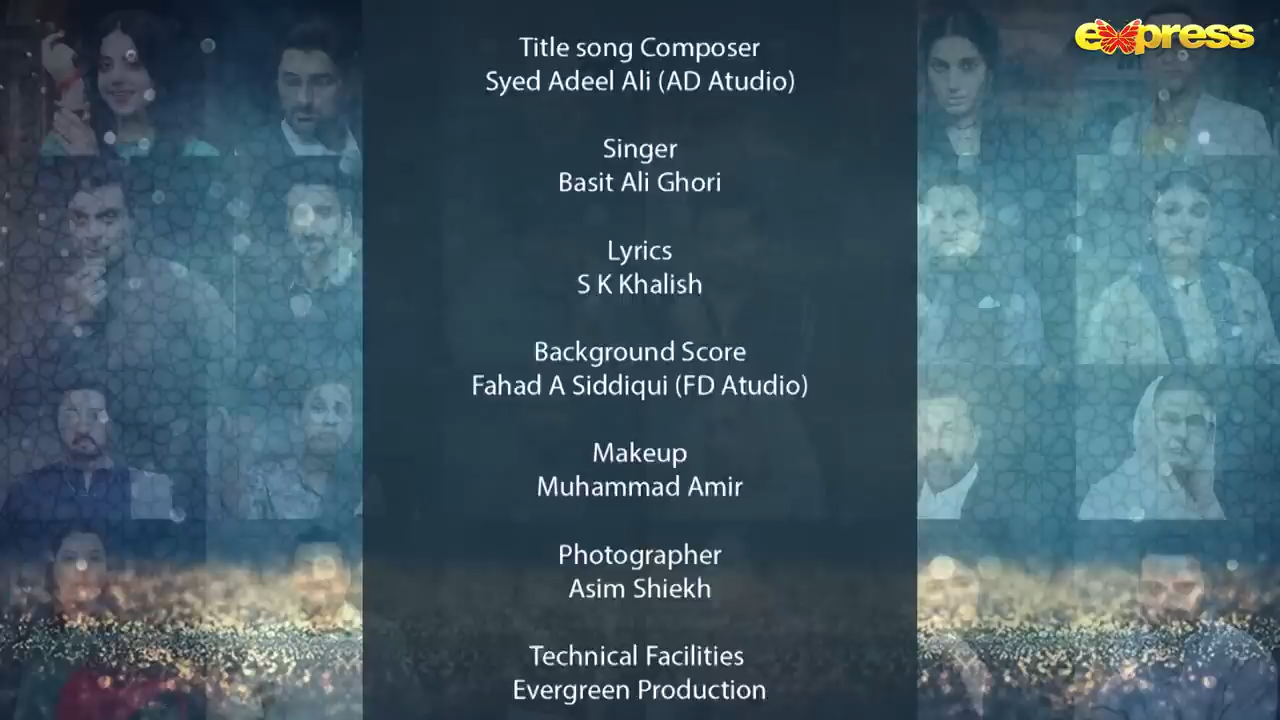 express
Title song Composer
Syed Adeel Ali (AD Atudio)
Singer
Basit Ali Ghori
Lyrics
S K Khalish
Background Score
Fahad A Siddiqui (FD Atudio)
Makeup
Muhammad Amir
Photographer
Asim Shiekh
Technical Facilities
Evergreen Production